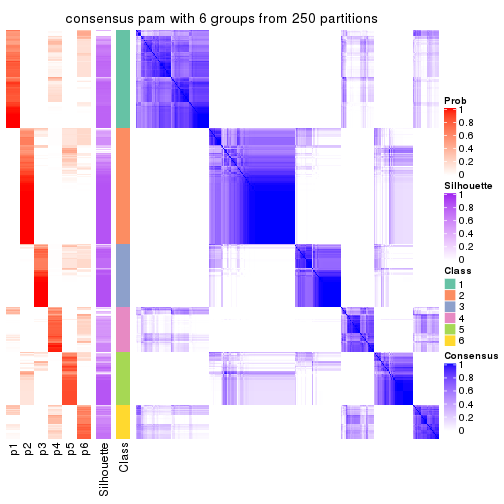 consensus pam with 6 groups from 250 partitions
Prob
1
0.8
0.6
0.4
0.2
0
Silhouette
1
0.8
0.6
0.4
0.2
0
Class
1
2
3
4
5
6
Consensus
1
0.8
0.6
0.4
0.2
0
p1
p2
p3
p4
p5
p6
Silhouette
Class